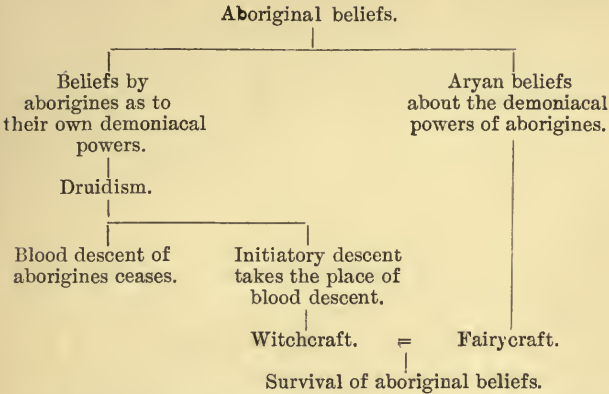 Aboriginal beliefs.
Beliefs by
aborigines as to
their own demoniacal
powers.
Aryan beliefs
about the demoniacal
powers of aborigines.
Druidism.
Blood descent of
aborigines ceases.
Initiatory descent
takes the place of
blood descent.
Witchcraft. = Fairycraft.
Survival of aboriginal beliefs.